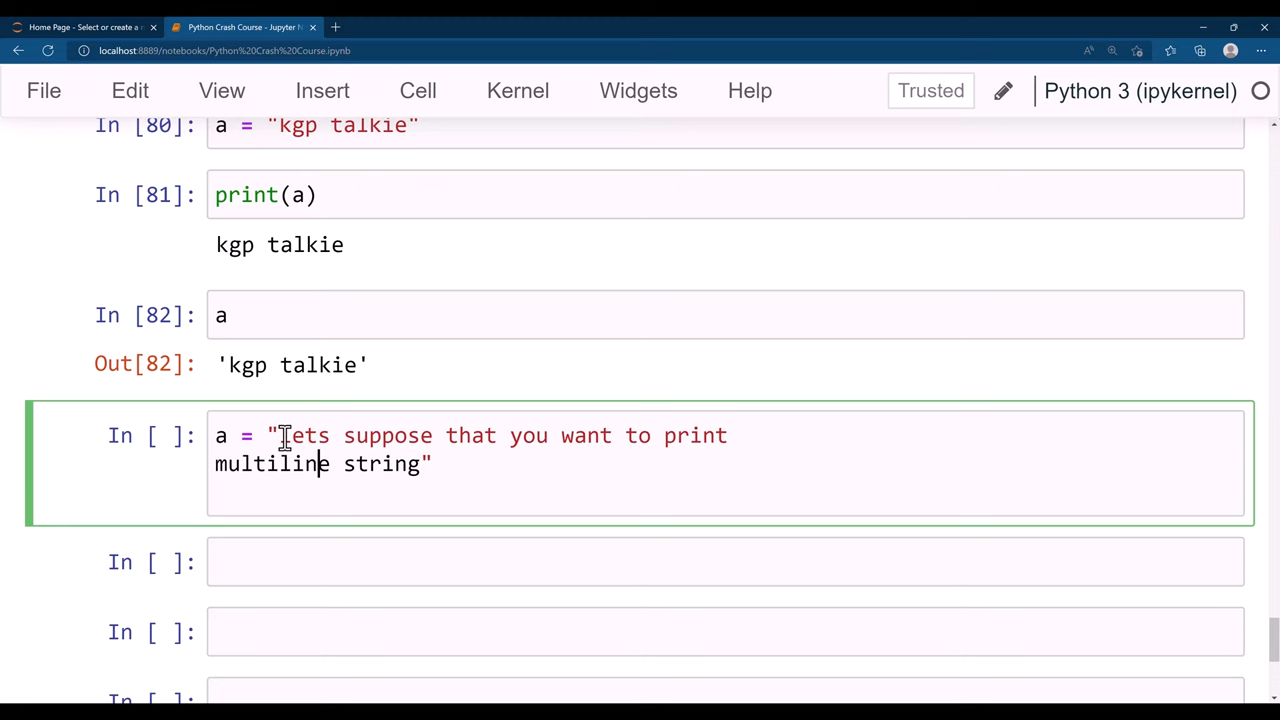 Home Page - Select or create a n
Python Crash Course - Jupyter N
localhost:8889/notebooks/Python%20Crash%20Course.ipynb
File Edit View Insert Cell Kernel Widgets Help Trusted Python 3 (ipykernel)
In [80]: a = "kgp talkie"
In [81]: print(a)
kgp talkie
In [82]: a
Out[82]: 'kgp talkie'
In [ ]: a = "lets suppose that you want to print
multiline string"
In [ ]:
In [ ]:
In [ ]: